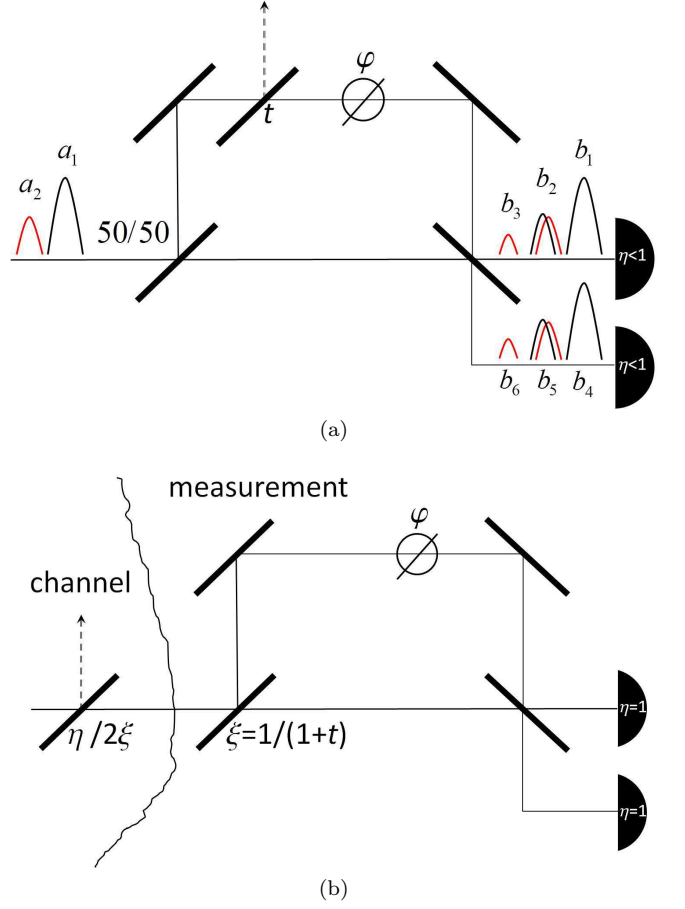 t
φ
a₁
a₂
50/50
b₁
b₂
b₃
η<1
η<1
b₆
b₅
b₄
(a)
measurement
φ
channel
η/2ξ
ξ=1/(1+t)
η=1
η=1
(b)